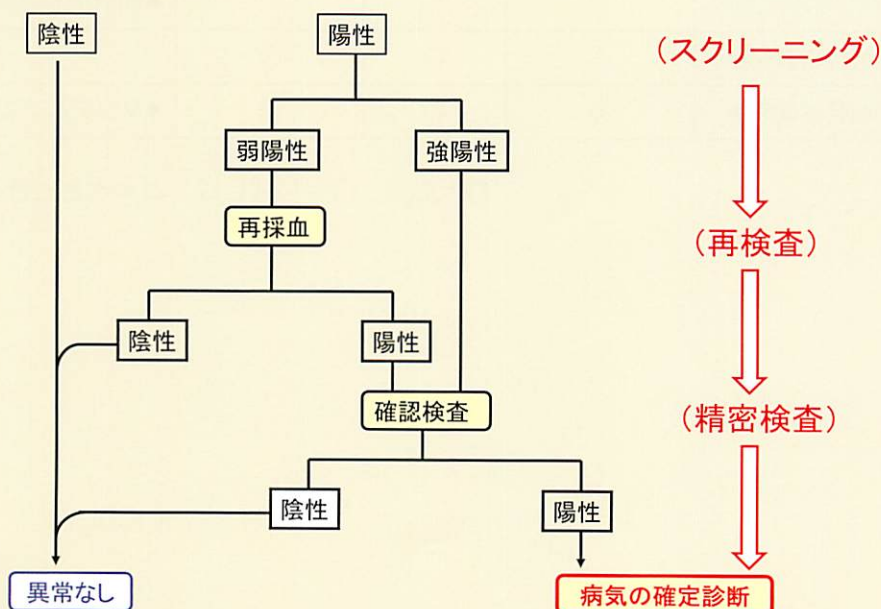 陰性
陽性
(スクリーニング)
弱陽性
強陽性
再採血
(再検査)
陰性
陽性
確認検査
(精密検査)
陰性
陽性
異常なし
病気の確定診断